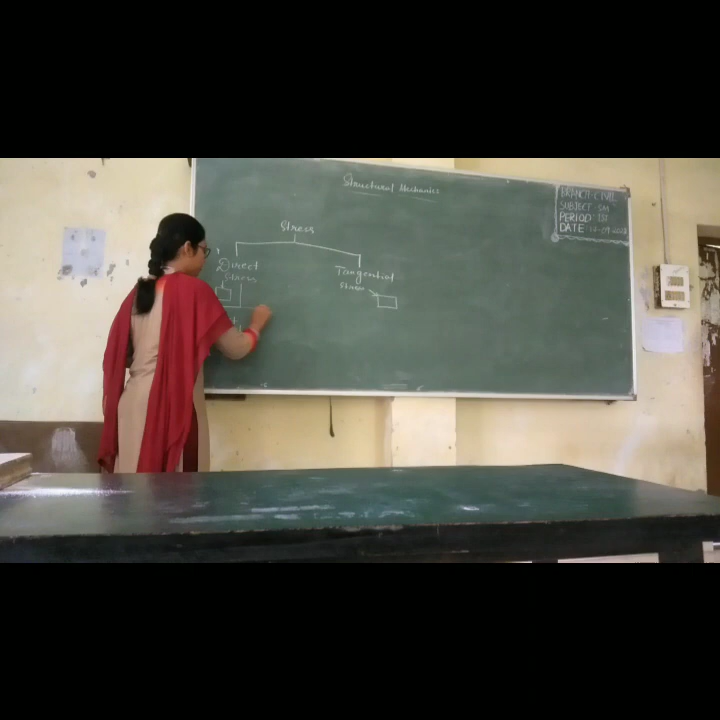 Structural Mechanics
BRANCH-CIVIL
SUBJECT-SM
PERIOD: 1st
DATE
Stress
Direct
Stress
Tangential
Stress